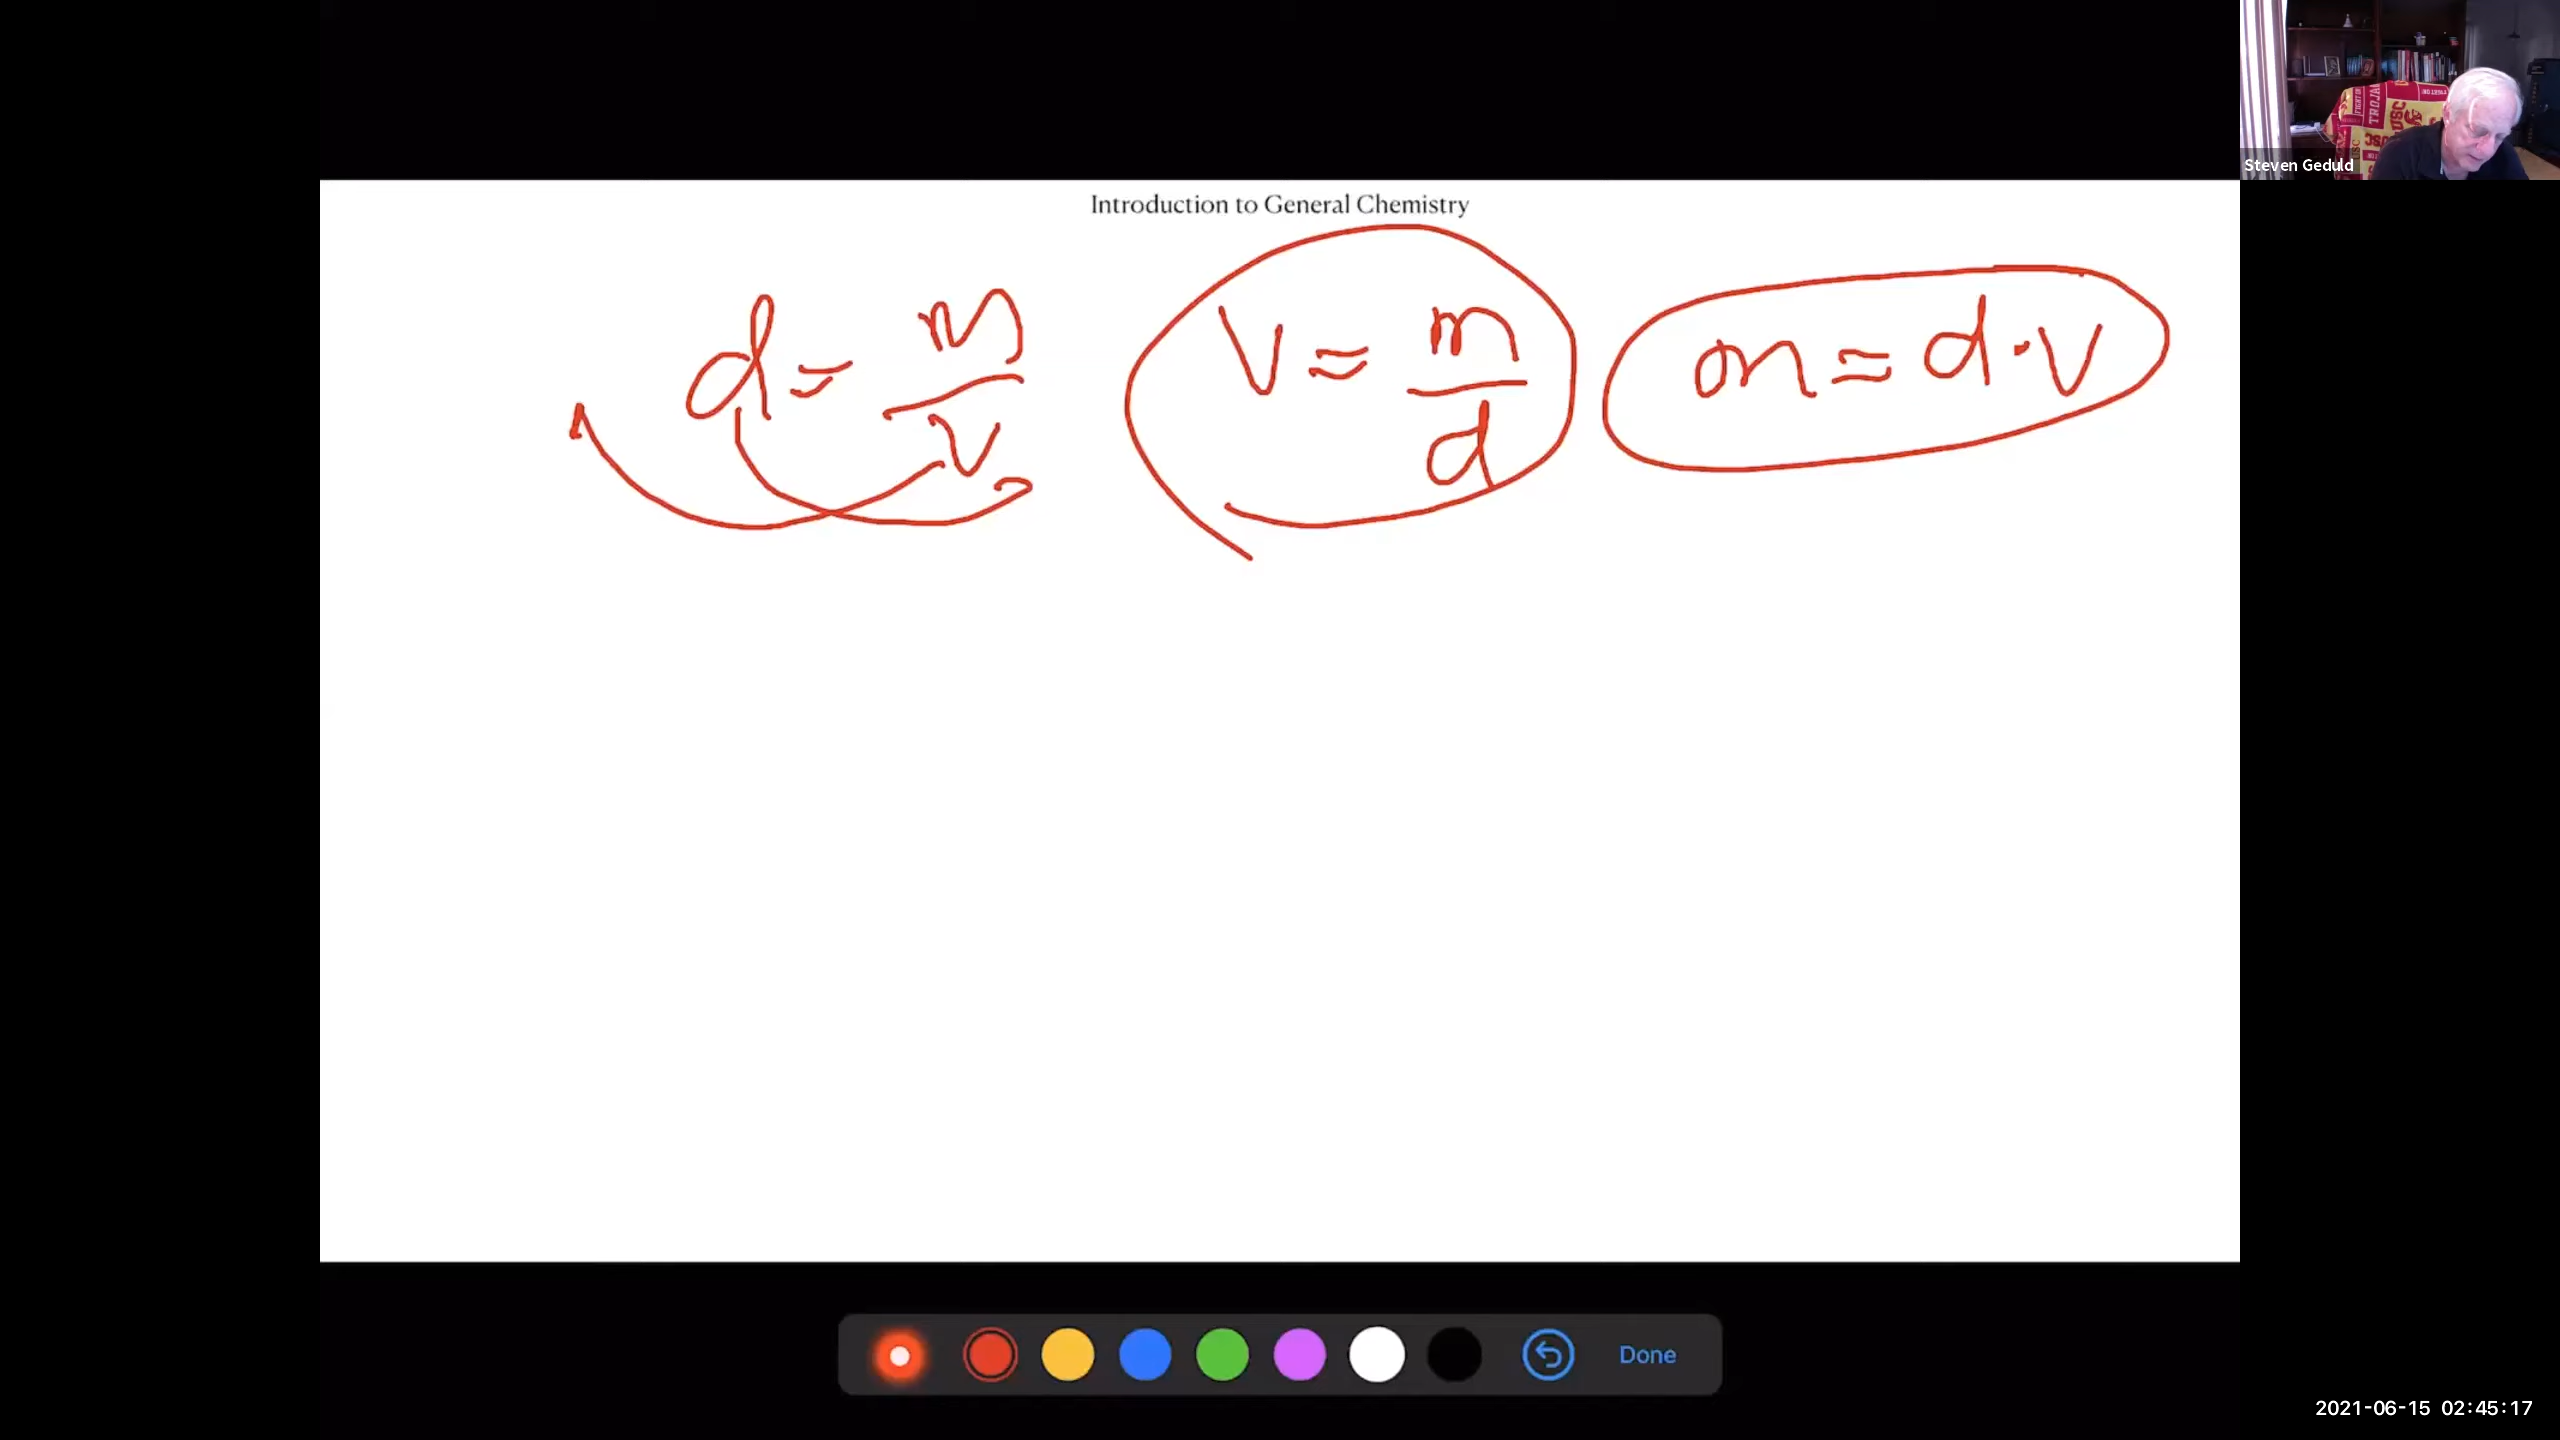 Steven Geduld
Introduction to General Chemistry
d = m/v
V = m/d
m = d · V
Done
2021-06-15 02:45:17